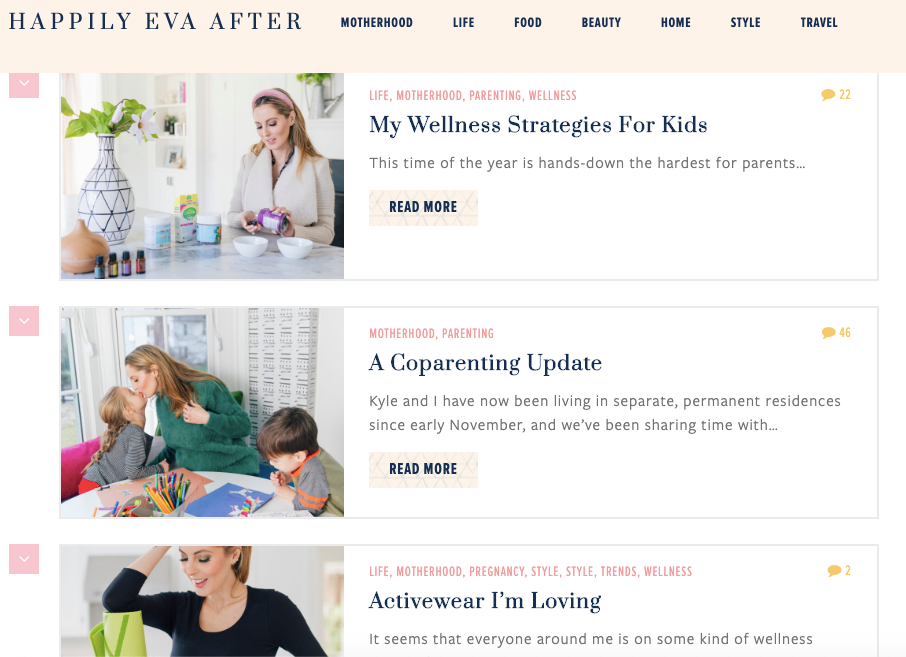 HAPPILY EVA AFTER
MOTHERHOOD LIFE FOOD BEAUTY HOME STYLE TRAVEL
LIFE, MOTHERHOOD, PARENTING, WELLNESS
22
My Wellness Strategies For Kids
This time of the year is hands-down the hardest for parents…
READ MORE
MOTHERHOOD, PARENTING
46
A Coparenting Update
Kyle and I have now been living in separate, permanent residences
since early November, and we’ve been sharing time with…
READ MORE
LIFE, MOTHERHOOD, PREGNANCY, STYLE, STYLE, TRENDS, WELLNESS
2
Activewear I’m Loving
It seems that everyone around me is on some kind of wellness